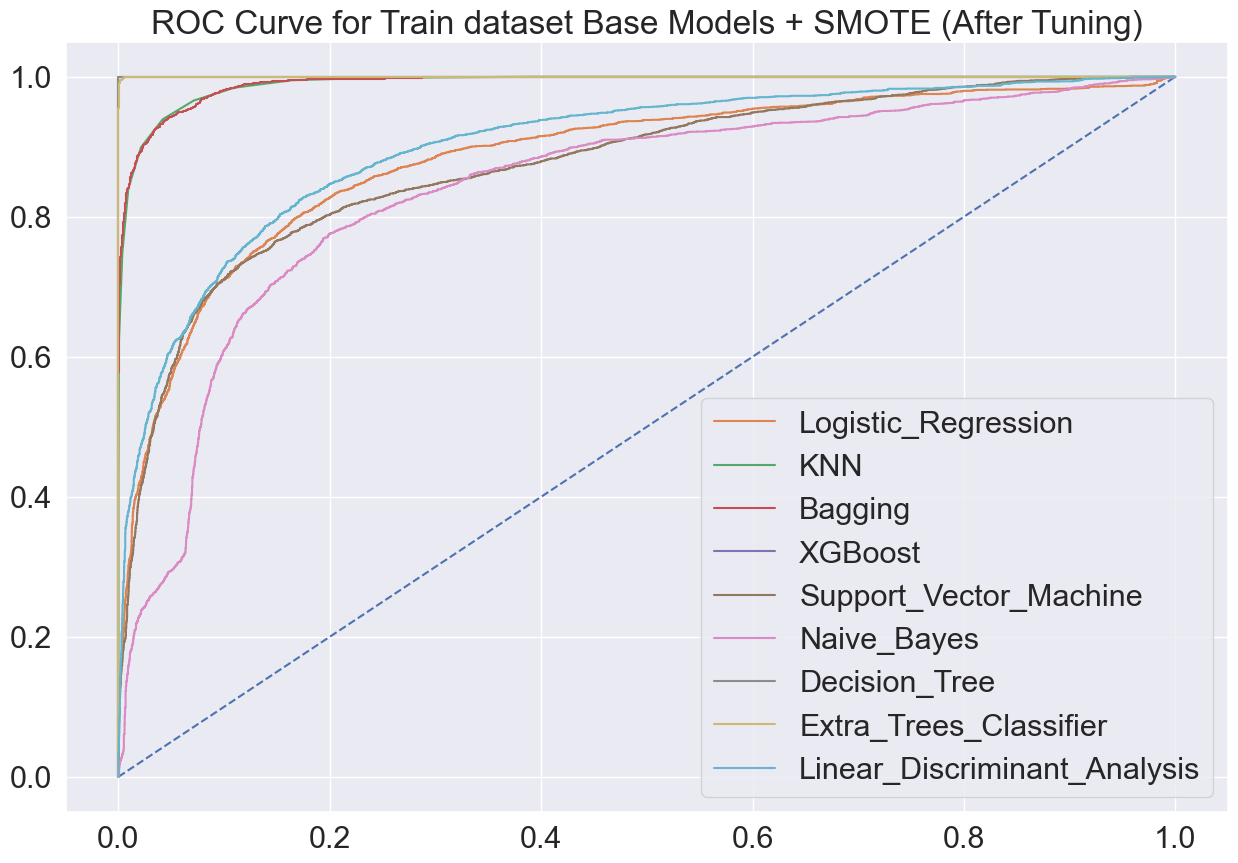 ROC Curve for Train dataset Base Models + SMOTE (After Tuning)
1.0
0.8
0.6
0.4
0.2
0.0
Logistic_Regression
KNN
Bagging
XGBoost
Support_Vector_Machine
Naive_Bayes
Decision_Tree
Extra_Trees_Classifier
Linear_Discriminant_Analysis
0.0 0.2 0.4 0.6 0.8 1.0